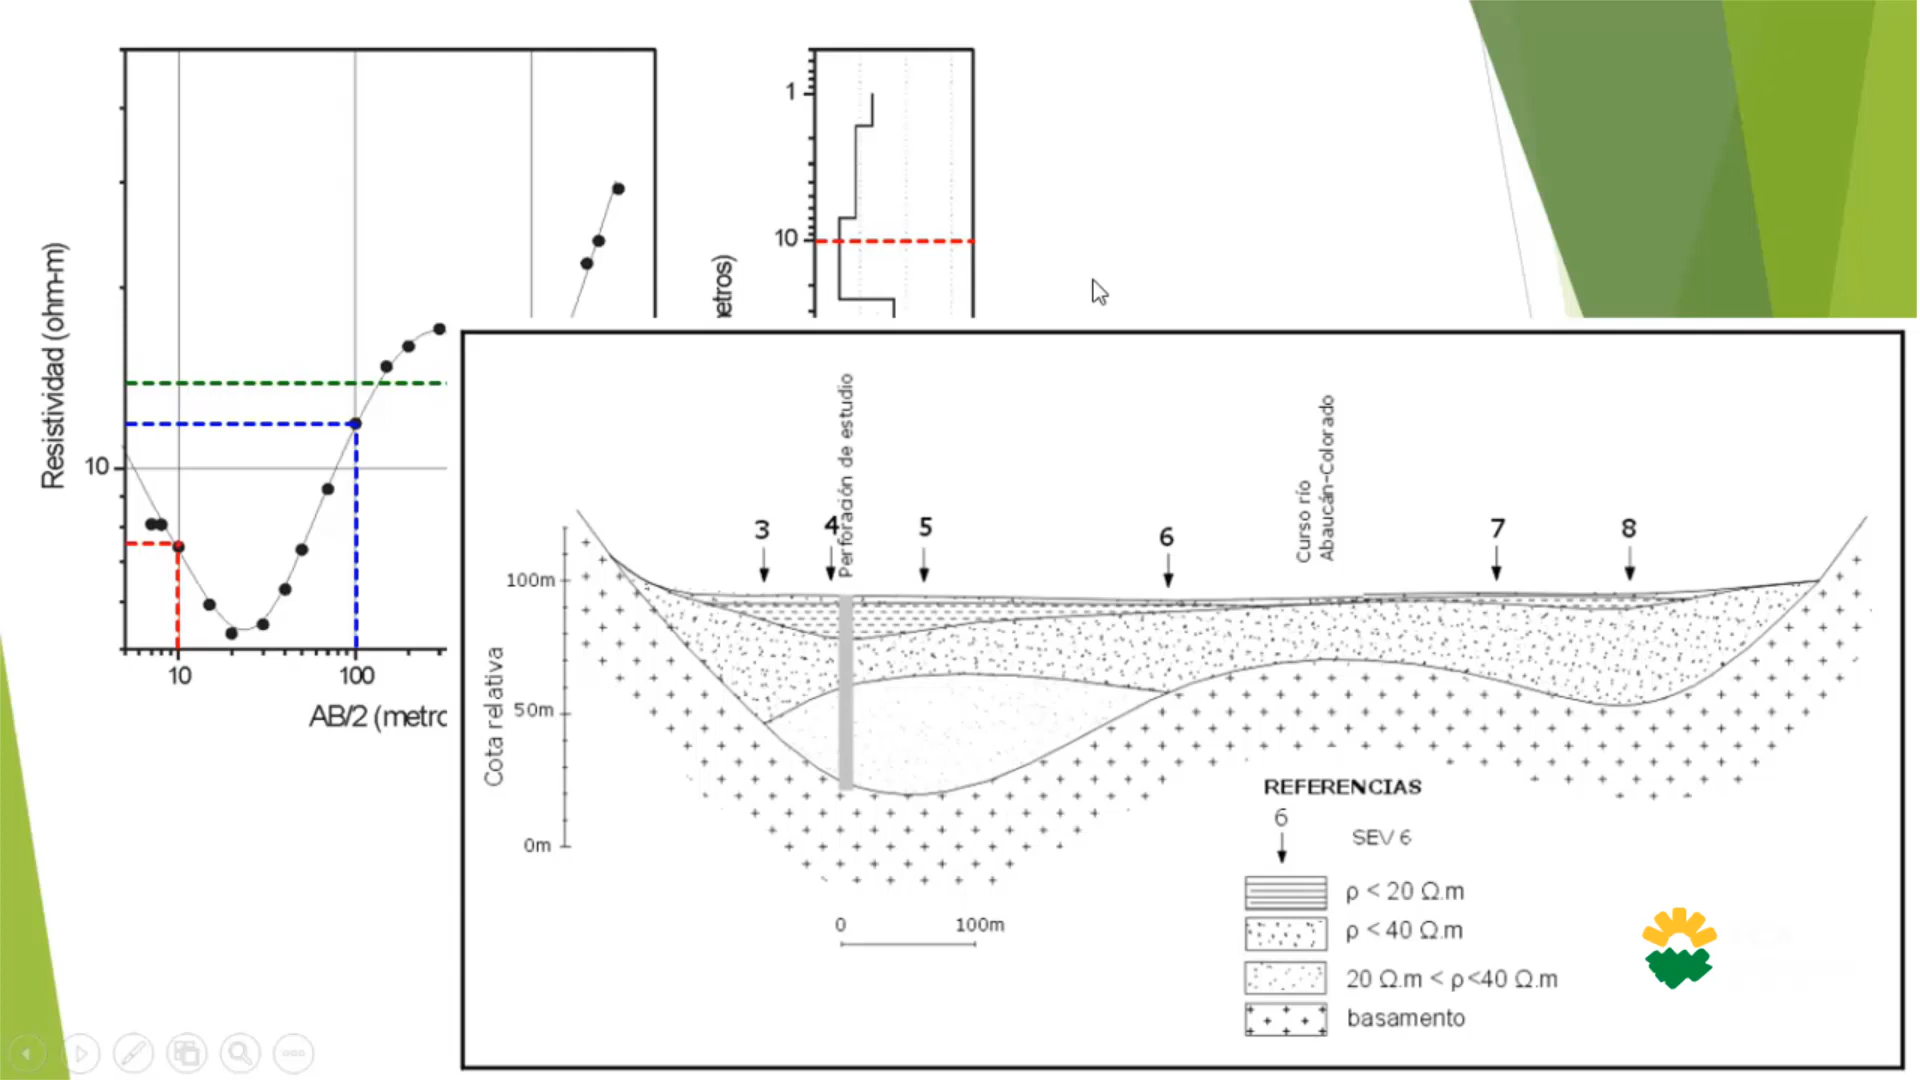 Resistividad (ohm-m)
10
10
100
AB/2 (metro
1
10
etros)
Perforación de estudio
Curso río
Abaucán-Colorado
3
4
5
6
7
8
100m
50m
0m
Cota relativa
0
100m
REFERENCIAS
6
SEV 6
ρ < 20 Ω.m
ρ < 40 Ω.m
20 Ω.m < ρ <40 Ω.m
basamento